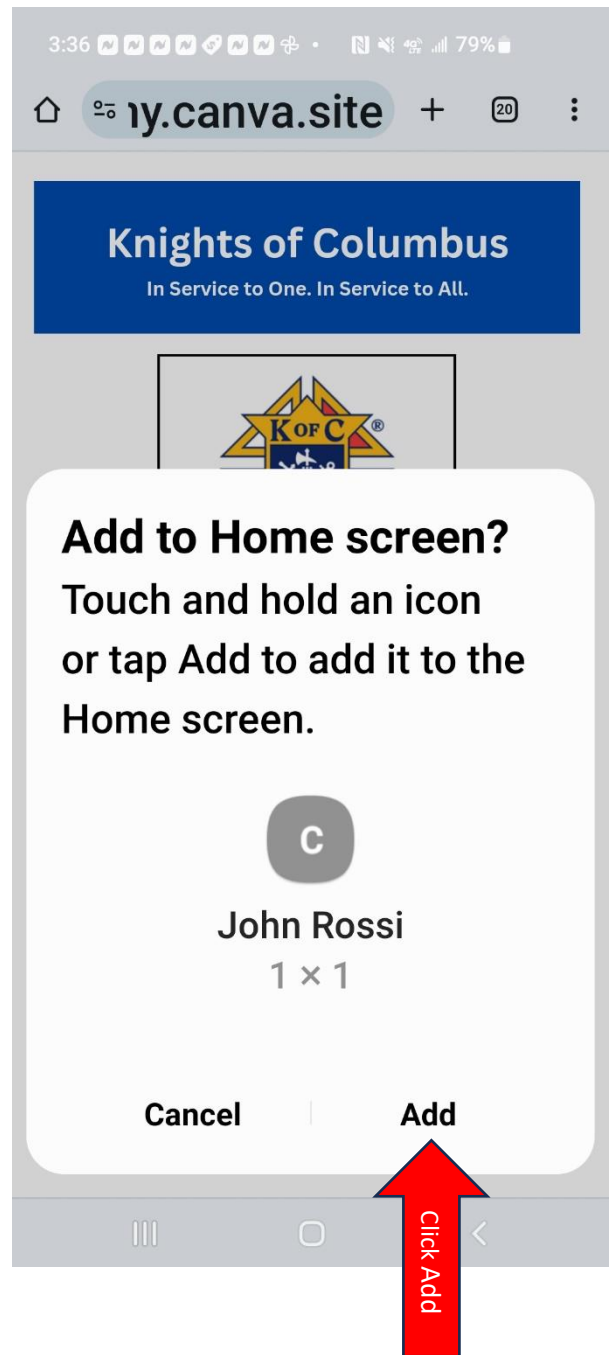 3:36 79%
ny.canva.site + 20
Knights of Columbus
In Service to One. In Service to All.
K OF C ®
Add to Home screen?
Touch and hold an icon
or tap Add to add it to the
Home screen.
C
John Rossi
1 × 1
Cancel Add
Click Add